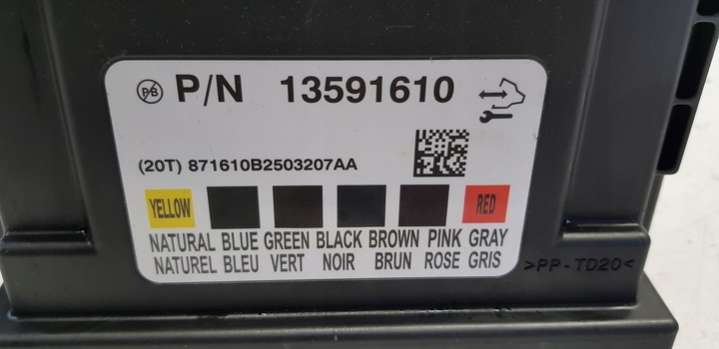 PB P/N 13591610
(20T) 871610B2503207AA
YELLOW RED
NATURAL BLUE GREEN BLACK BROWN PINK GRAY
NATUREL BLEU VERT NOIR BRUN ROSE GRIS
>PP-TD20<